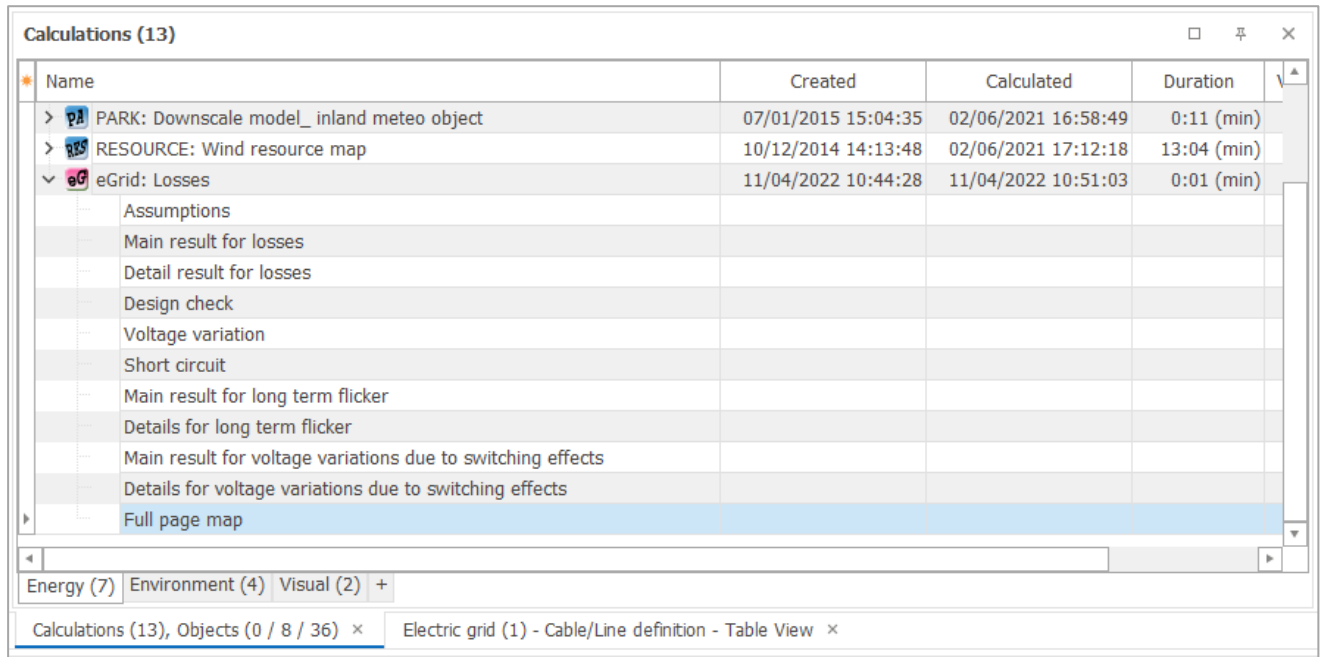 Calculations (13)
Name Created Calculated Duration
PA PARK: Downscale model_ inland meteo object 07/01/2015 15:04:35 02/06/2021 16:58:49 0:11 (min)
RES RESOURCE: Wind resource map 10/12/2014 14:13:48 02/06/2021 17:12:18 13:04 (min)
eG eGrid: Losses 11/04/2022 10:44:28 11/04/2022 10:51:03 0:01 (min)
Assumptions
Main result for losses
Detail result for losses
Design check
Voltage variation
Short circuit
Main result for long term flicker
Details for long term flicker
Main result for voltage variations due to switching effects
Details for voltage variations due to switching effects
Full page map
Energy (7) Environment (4) Visual (2) +
Calculations (13), Objects (0 / 8 / 36) × Electric grid (1) - Cable/Line definition - Table View ×